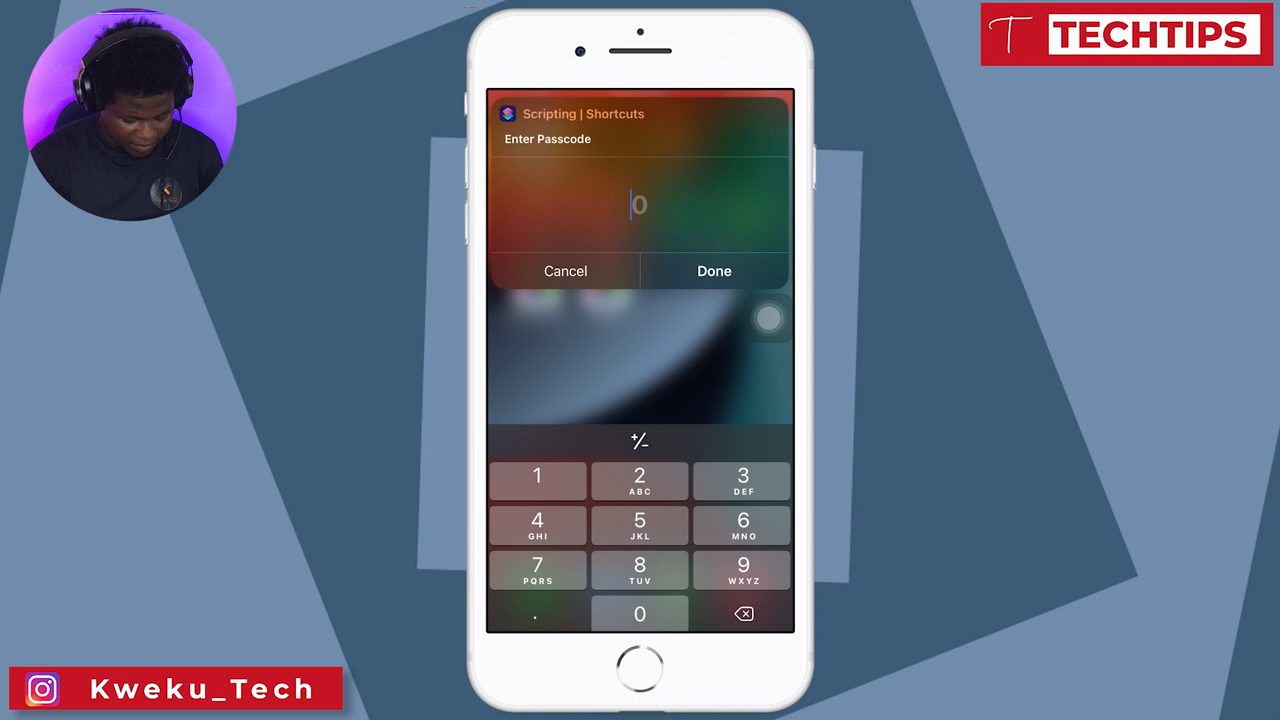 T TECHTIPS
Scripting | Shortcuts
Enter Passcode
0
Cancel Done
+/-
1 2 3
ABC DEF
4 5 6
GHI JKL MNO
7 8 9
PQRS TUV WXYZ
. 0
Kweku_Tech